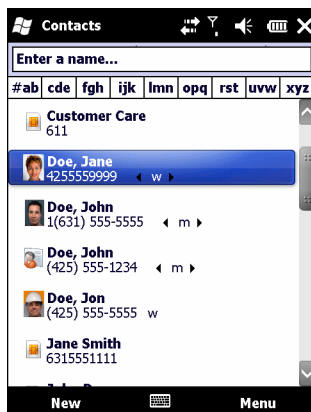 Contacts
Enter a name...
#ab cde fgh ijk lmn opq rst uvw xyz
Customer Care
611
Doe, Jane
4255559999 w
Doe, John
1(631) 555-5555 m
Doe, John
(425) 555-1234 m
Doe, Jon
(425) 555-5555 w
Jane Smith
6315551111
New Menu